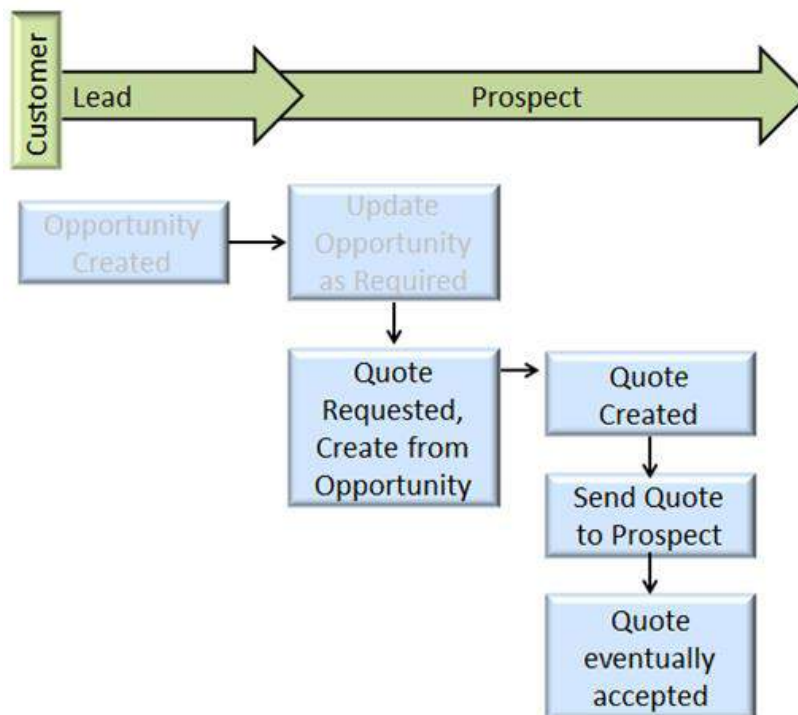 Customer
Lead
Prospect
Opportunity
Created
Update
Opportunity
as Required
Quote
Requested,
Create from
Opportunity
Quote
Created
Send Quote
to Prospect
Quote
eventually
accepted